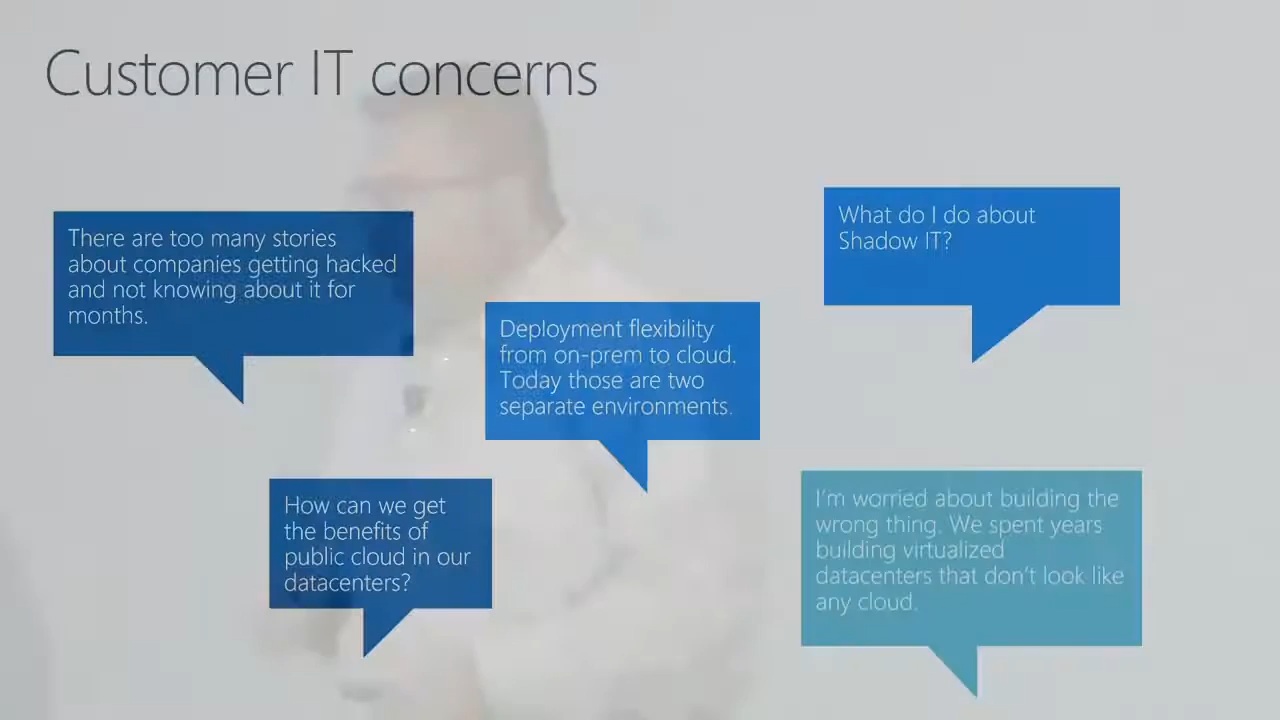 Customer IT concerns
There are too many stories
about companies getting hacked
and not knowing about it for
months.
What do I do about
Shadow IT?
Deployment flexibility
from on-prem to cloud.
Today those are two
separate environments.
How can we get
the benefits of
public cloud in our
datacenters?
I'm worried about building the
wrong thing. We spent years
building virtualized
datacenters that don't look like
any cloud.